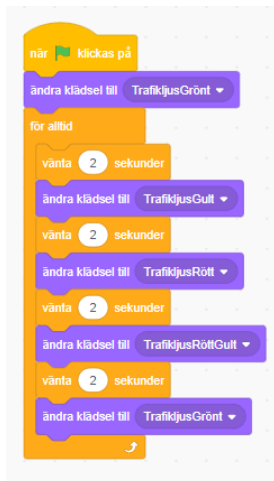 när klickas på
ändra klädsel till TrafikljusGrönt
för alltid
vänta 2 sekunder
ändra klädsel till TrafikljusGult
vänta 2 sekunder
ändra klädsel till TrafikljusRött
vänta 2 sekunder
ändra klädsel till TrafikljusRöttGult
vänta 2 sekunder
ändra klädsel till TrafikljusGrönt